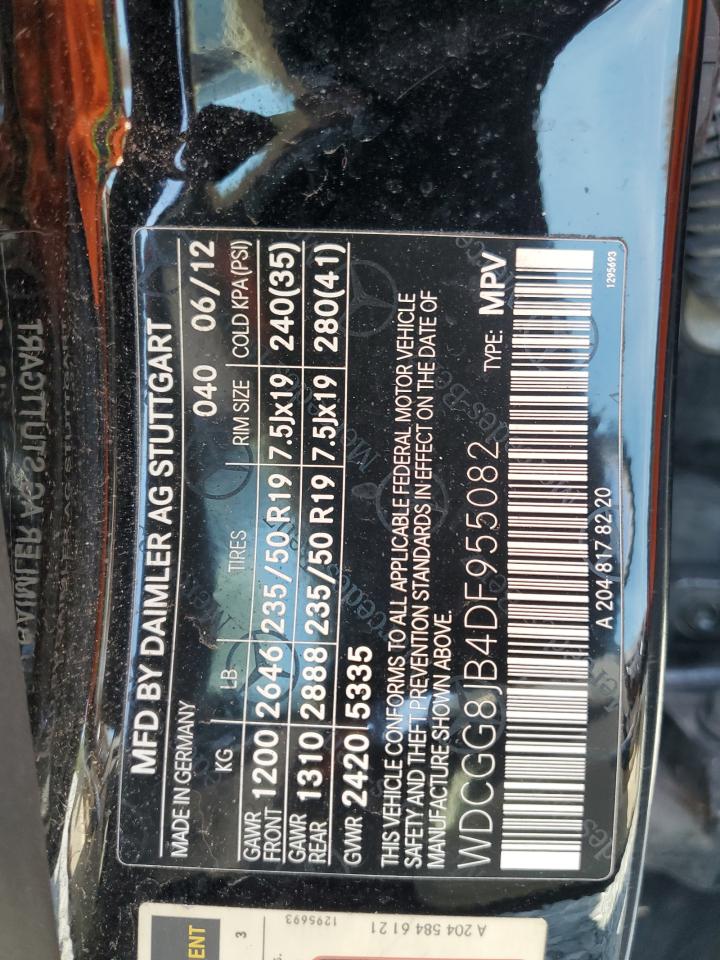 MFD BY DAIMLER AG STUTTGART
MADE IN GERMANY 040 06/12
KG LB TIRES RIM SIZE COLD KPA(PSI)
GAWR FRONT 1200 2646 235/50 R19 7.5Jx19 240(35)
GAWR REAR 1310 2888 235/50 R19 7.5Jx19 280(41)
GVWR 2420 5335
THIS VEHICLE CONFORMS TO ALL APPLICABLE FEDERAL MOTOR VEHICLE
SAFETY AND THEFT PREVENTION STANDARDS IN EFFECT ON THE DATE OF
MANUFACTURE SHOWN ABOVE.
WDCGG8JB4DF955082 TYPE: MPV
A 204 817 82 20 1295693
ENT
3
1295693
A 204 584 61 21